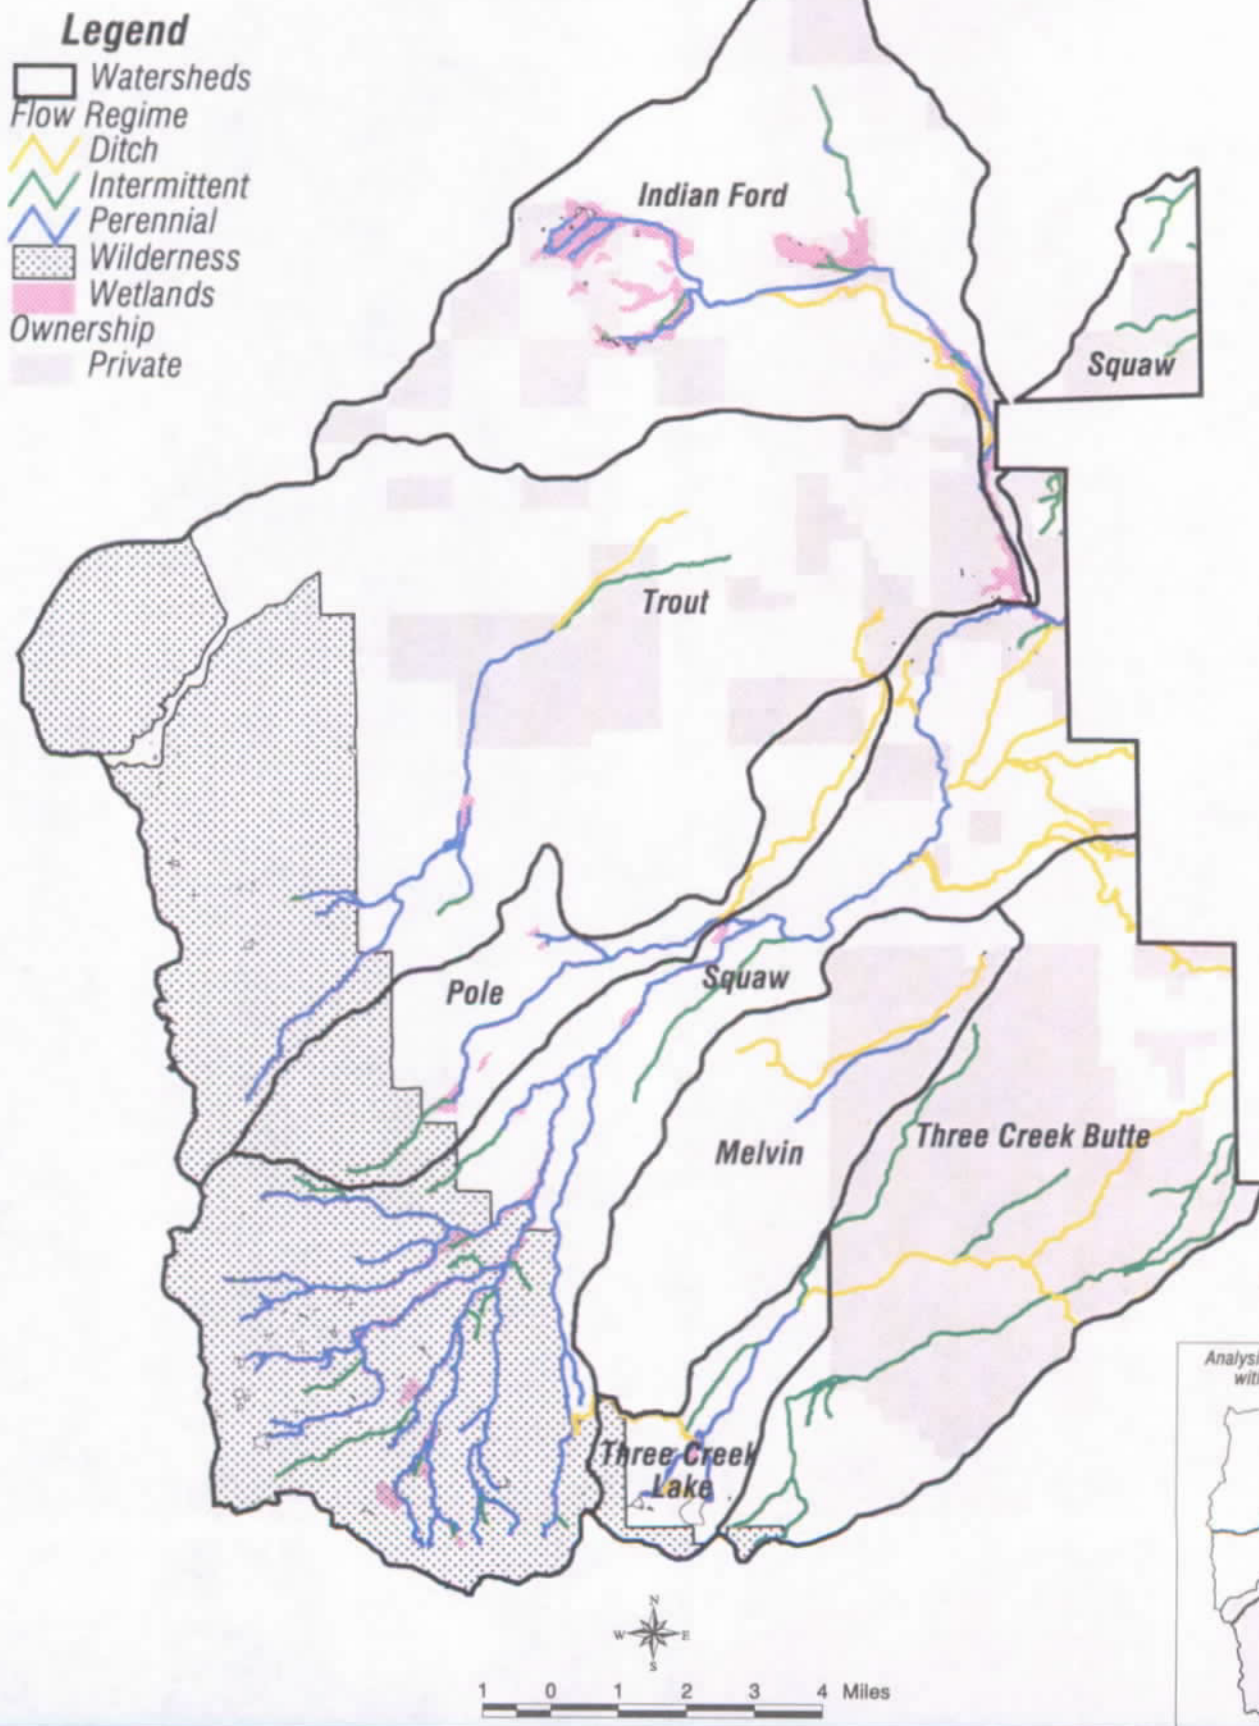 Legend
Watersheds
Flow Regime
Ditch
Intermittent
Perennial
Wilderness
Wetlands
Ownership
Private
Indian Ford
Squaw
Trout
Pole
Squaw
Melvin
Three Creek Butte
Three Creek
Lake
N
W E
S
1 0 1 2 3 4 Miles